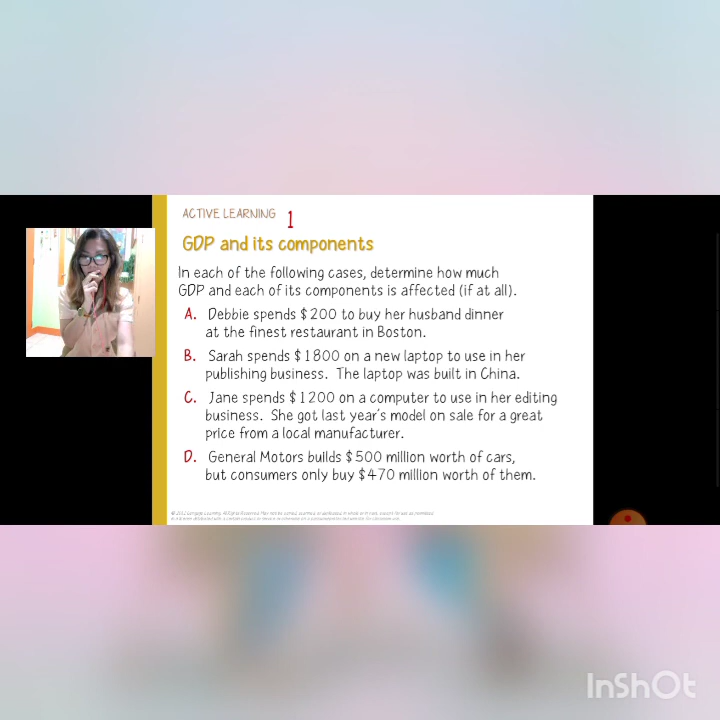 ACTIVE LEARNING 1
GDP and its components
In each of the following cases, determine how much
GDP and each of its components is affected (if at all).
A. Debbie spends $200 to buy her husband dinner
at the finest restaurant in Boston.
B. Sarah spends $1800 on a new laptop to use in her
publishing business. The laptop was built in China.
C. Jane spends $1200 on a computer to use in her editing
business. She got last year's model on sale for a great
price from a local manufacturer.
D. General Motors builds $500 million worth of cars,
but consumers only buy $470 million worth of them.
InShOt